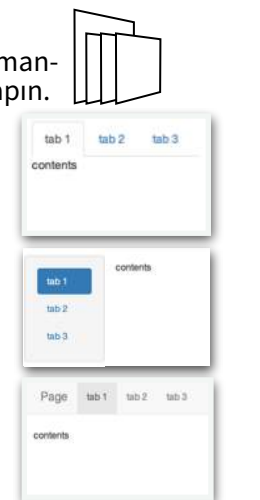 man-
apın.
tab 1 tab 2 tab 3
contents
contents
tab 1
tab 2
tab 3
Page tab 1 tab 2 tab 3
contents